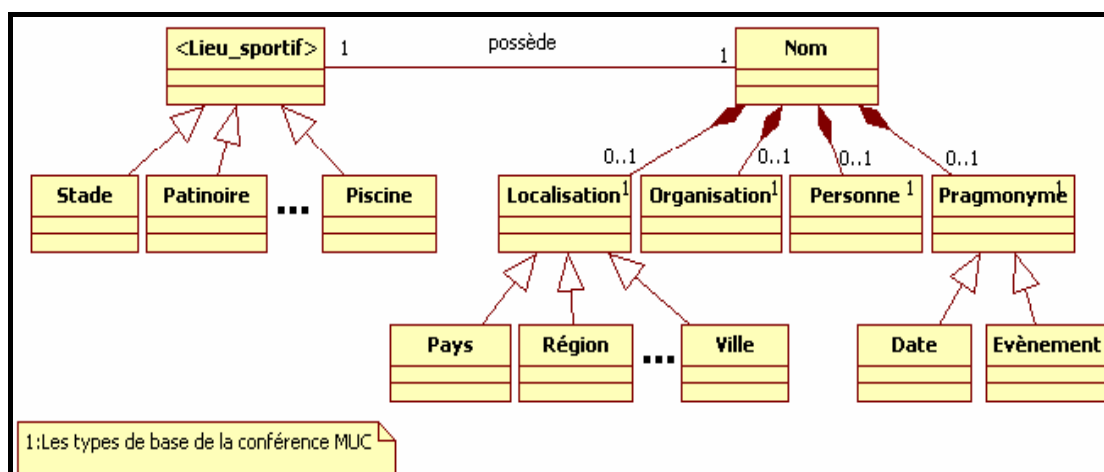 <Lieu_sportif>
1
possède
1
Nom
0..1
0..1
0..1
0..1
Stade
Patinoire
...
Piscine
Localisation1
Organisation1
Personne 1
Pragmonyme1
Pays
Région
...
Ville
Date
Evènement
1:Les types de base de la conférence MUC